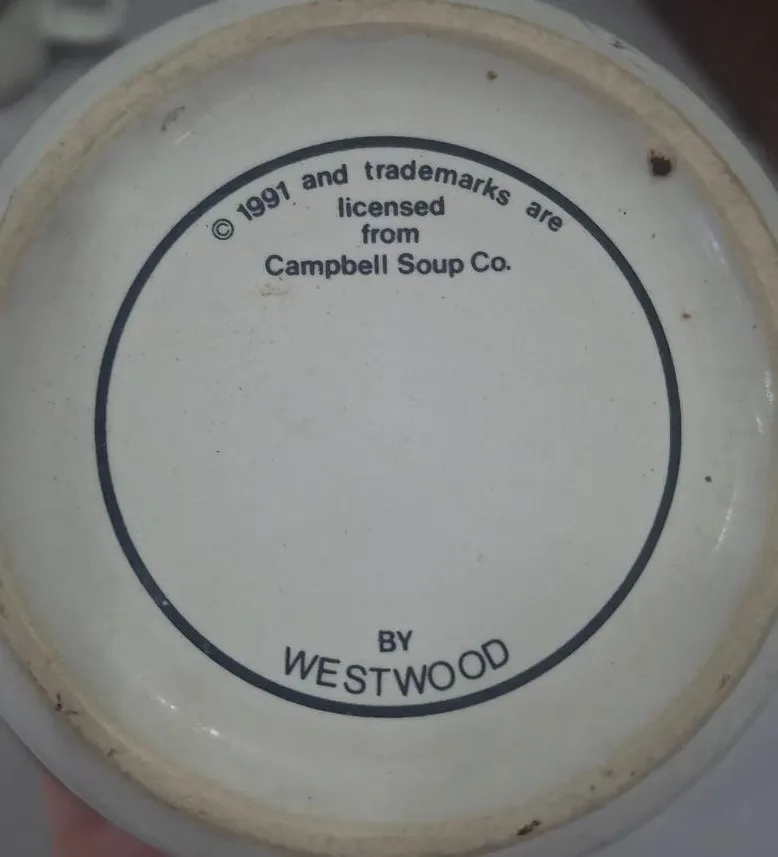 © 1991 and trademarks are
licensed
from
Campbell Soup Co.
BY
WESTWOOD